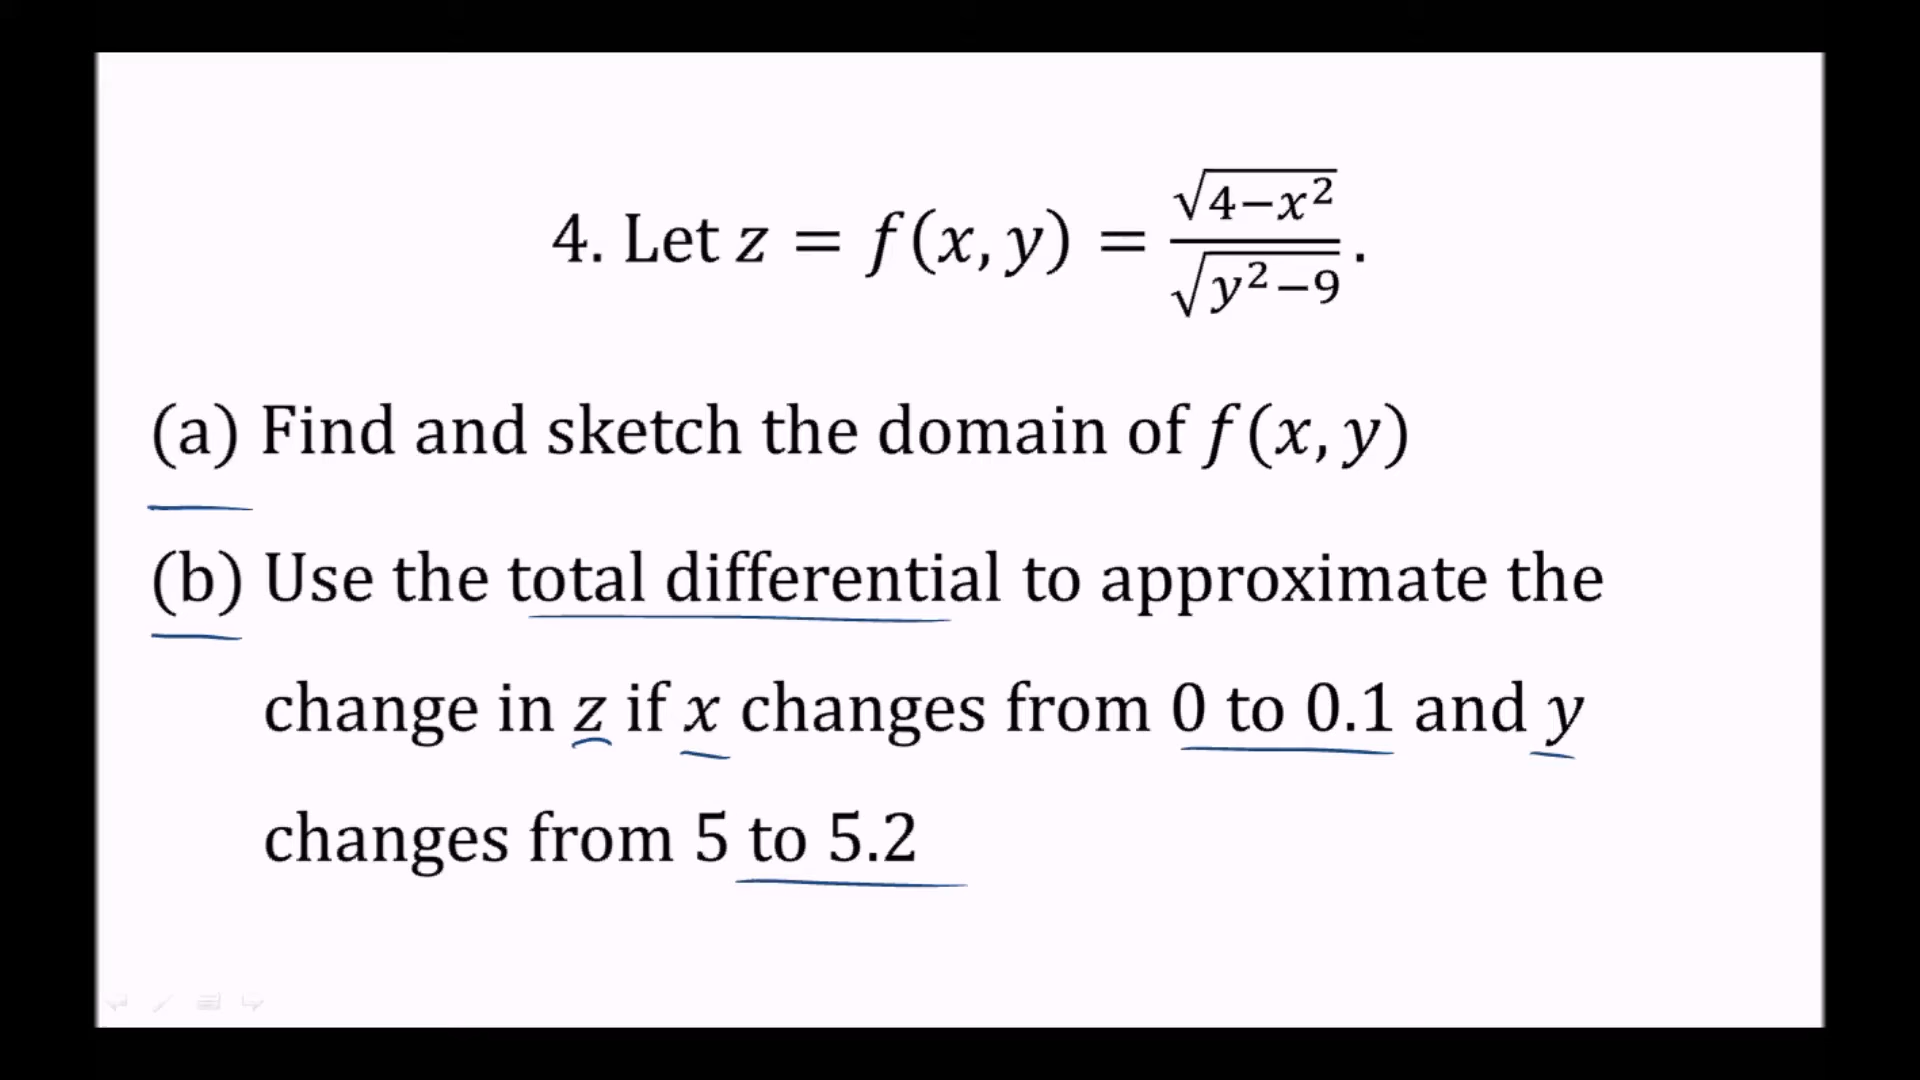 4. Let z = f(x, y) = √(4−x²) / √(y²−9) .
(a) Find and sketch the domain of f(x, y)
(b) Use the total differential to approximate the
change in z if x changes from 0 to 0.1 and y
changes from 5 to 5.2